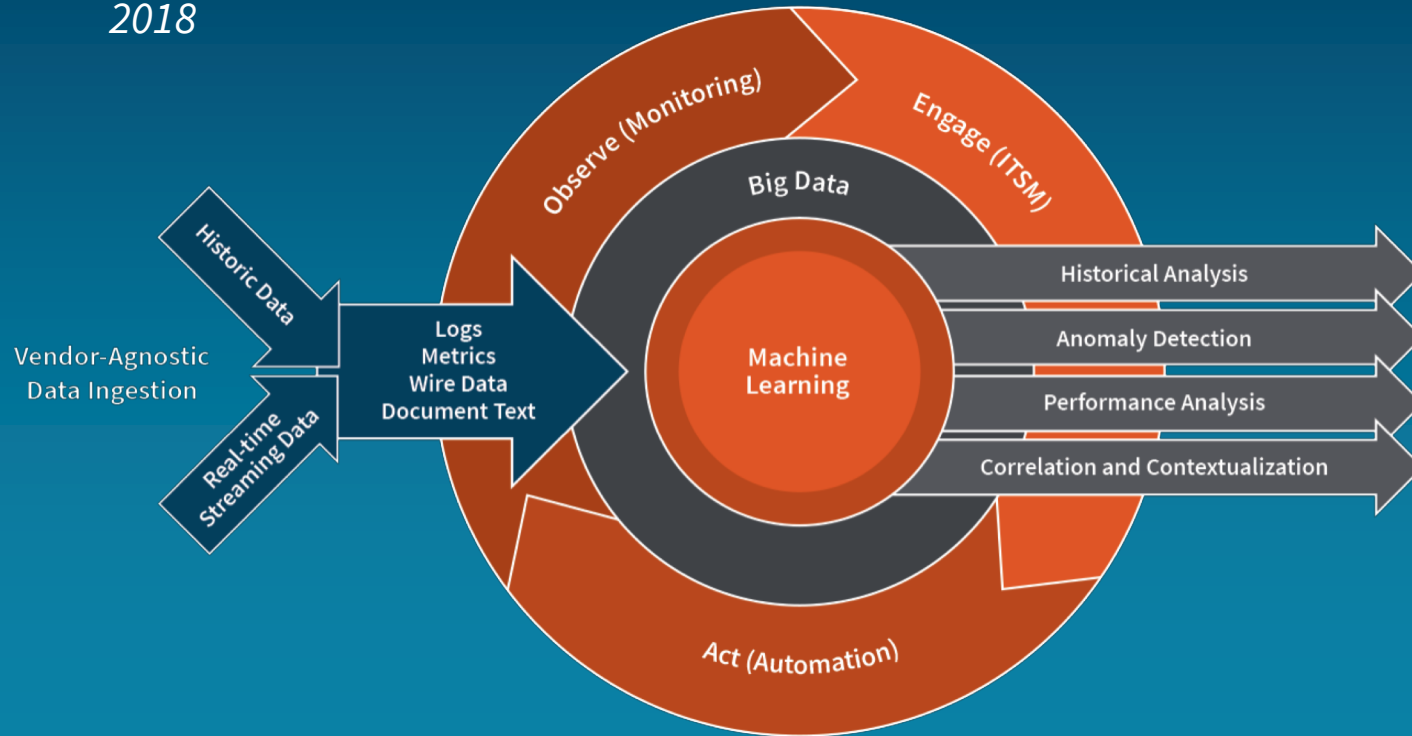 2018
Observe (Monitoring)
Engage (ITSM)
Big Data
Historic Data
Vendor-Agnostic
Data Ingestion
Real-time
Streaming Data
Logs
Metrics
Wire Data
Document Text
Machine
Learning
Historical Analysis
Anomaly Detection
Performance Analysis
Correlation and Contextualization
Act (Automation)